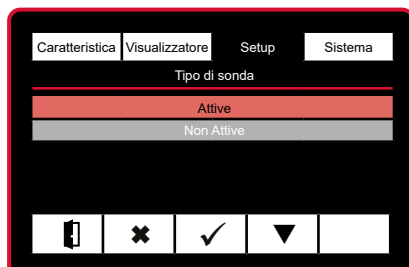 Caratteristica Visualizzatore Setup Sistema
Tipo di sonda
Attive
Non Attive